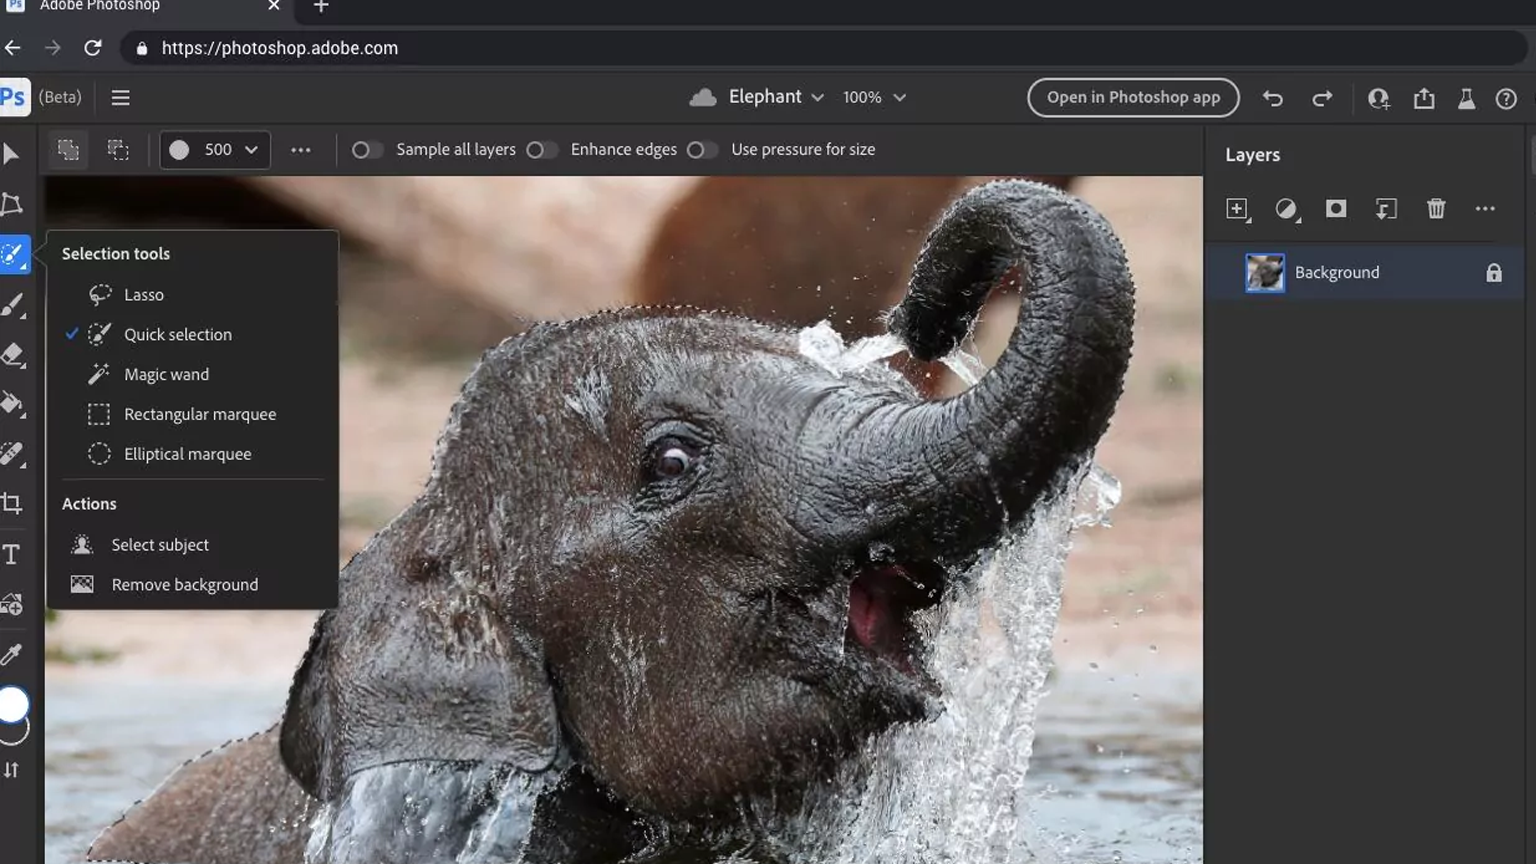 Ps Adobe Photoshop
https://photoshop.adobe.com
Ps (Beta) Elephant 100% Open in Photoshop app
500 Sample all layers Enhance edges Use pressure for size
Layers
Background
Selection tools
Lasso
Quick selection
Magic wand
Rectangular marquee
Elliptical marquee
Actions
Select subject
Remove background
T